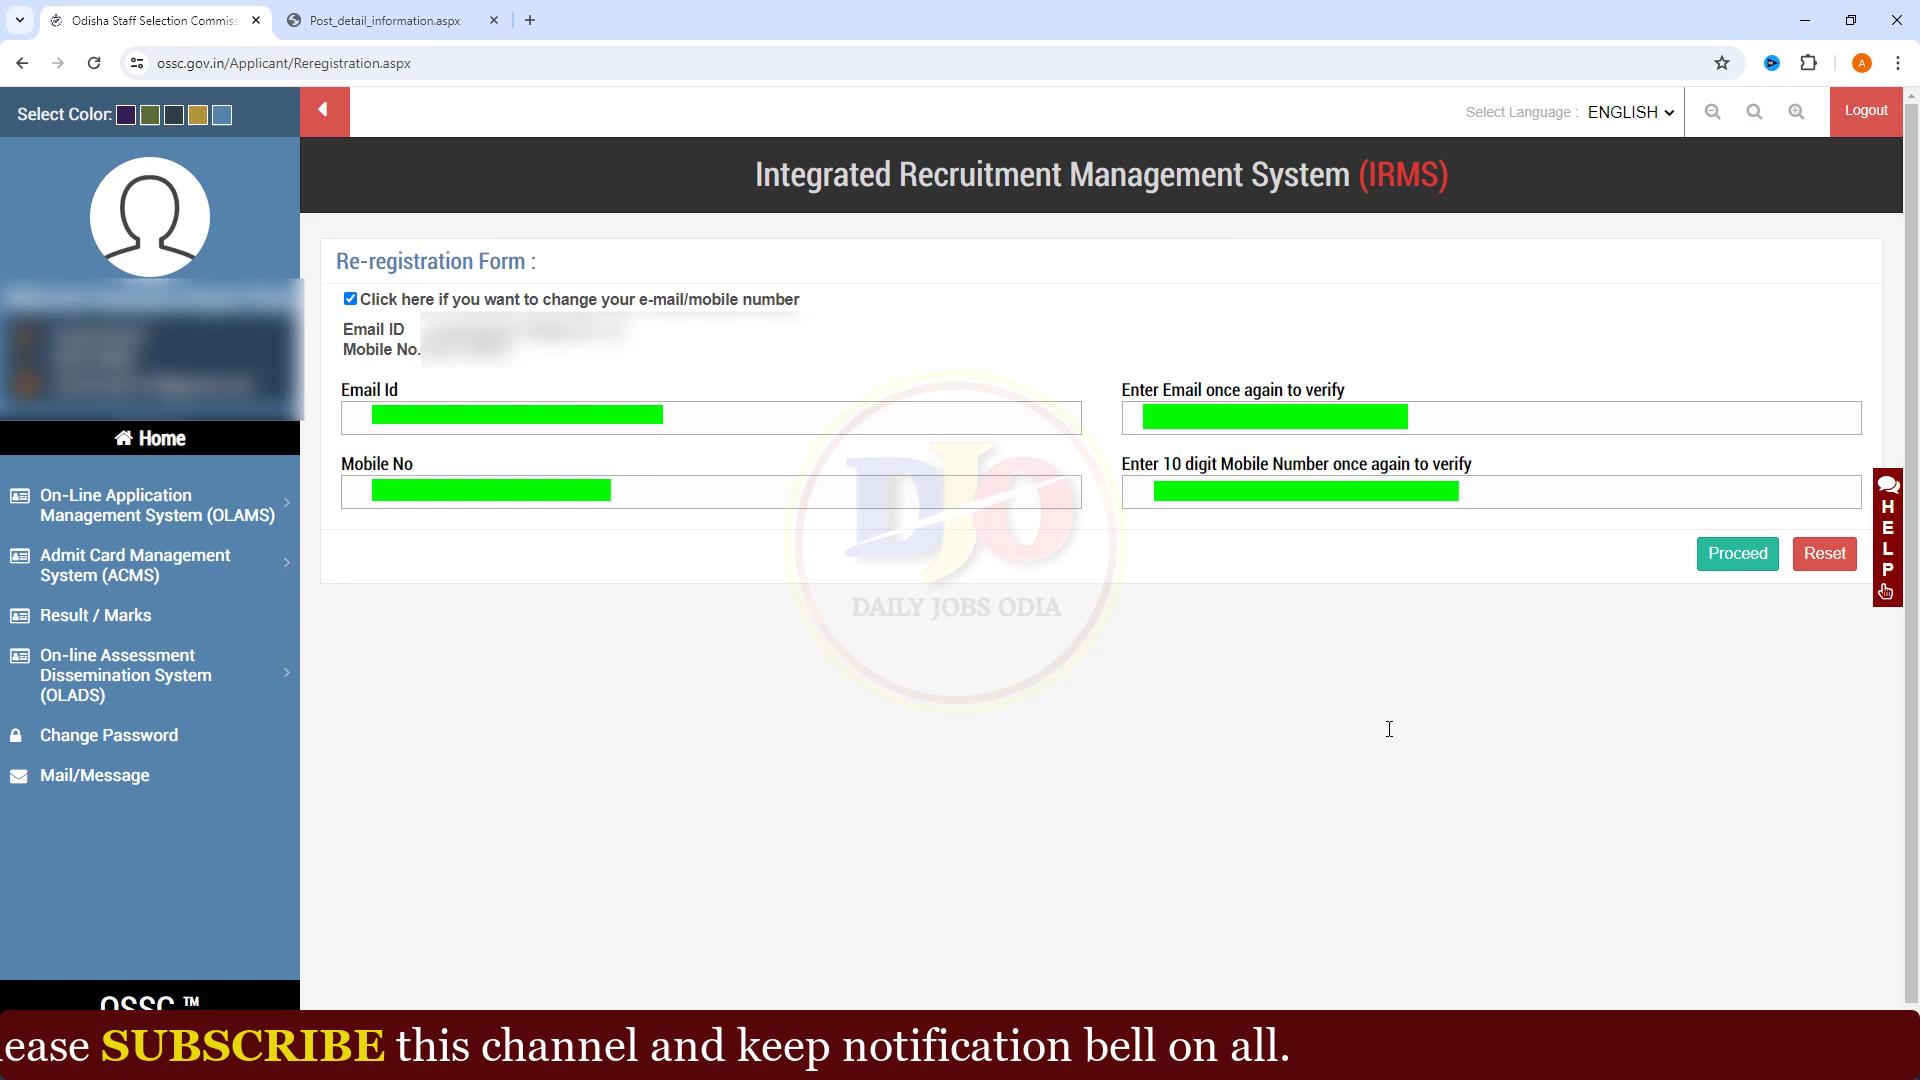 Odisha Staff Selection Commis
Post_detail_information.aspx
ossc.gov.in/Applicant/Reregistration.aspx
A
Select Color:
Select Language : ENGLISH
Logout
Integrated Recruitment Management System (IRMS)
Re-registration Form :
Click here if you want to change your e-mail/mobile number
Email ID
Mobile No.
Email Id
Enter Email once again to verify
Mobile No
Enter 10 digit Mobile Number once again to verify
Proceed
Reset
HELP
DJO
DAILY JOBS ODIA
Home
On-Line Application
Management System (OLAMS)
Admit Card Management
System (ACMS)
Result / Marks
On-line Assessment
Dissemination System
(OLADS)
Change Password
Mail/Message
OSSC ™
lease SUBSCRIBE this channel and keep notification bell on all.